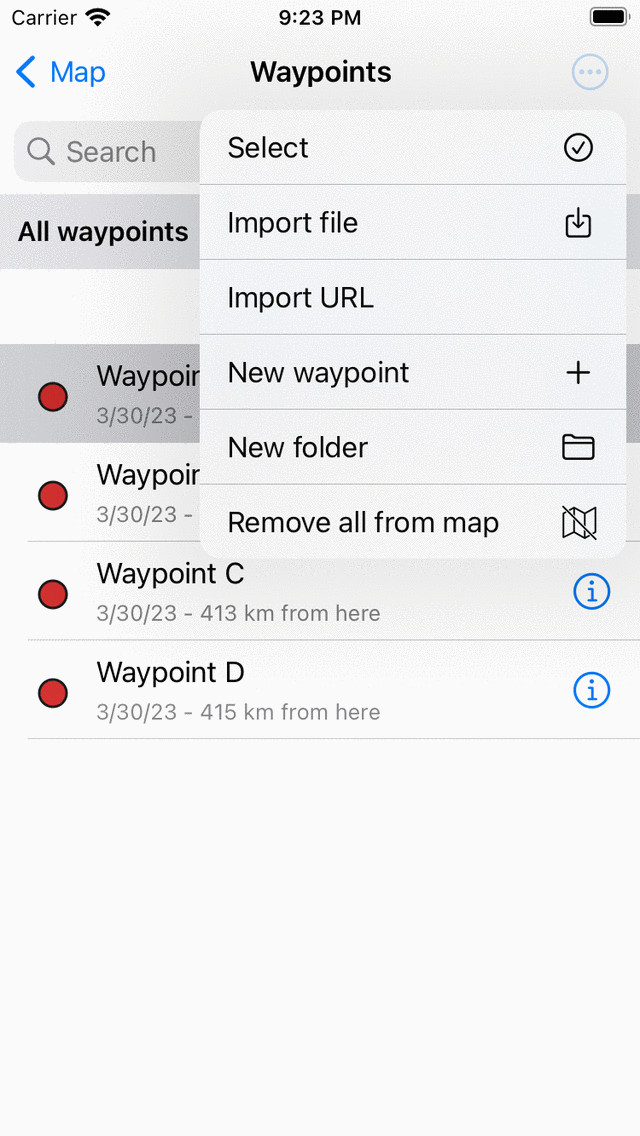 Carrier 9:23 PM
Map Waypoints
Search
Select
Import file
All waypoints
Import URL
New waypoint
3/30/23 -
New folder
3/30/23 -
Remove all from map
Waypoint C
3/30/23 - 413 km from here
Waypoint D
3/30/23 - 415 km from here